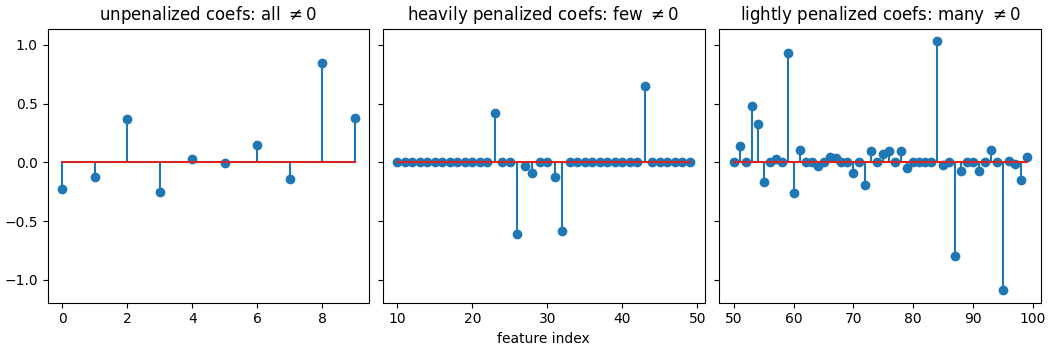 unpenalized coefs: all ≠0
heavily penalized coefs: few ≠0
lightly penalized coefs: many ≠0
1.0
0.5
0.0
−0.5
−1.0
0 2 4 6 8
10 20 30 40 50
50 60 70 80 90 100
feature index